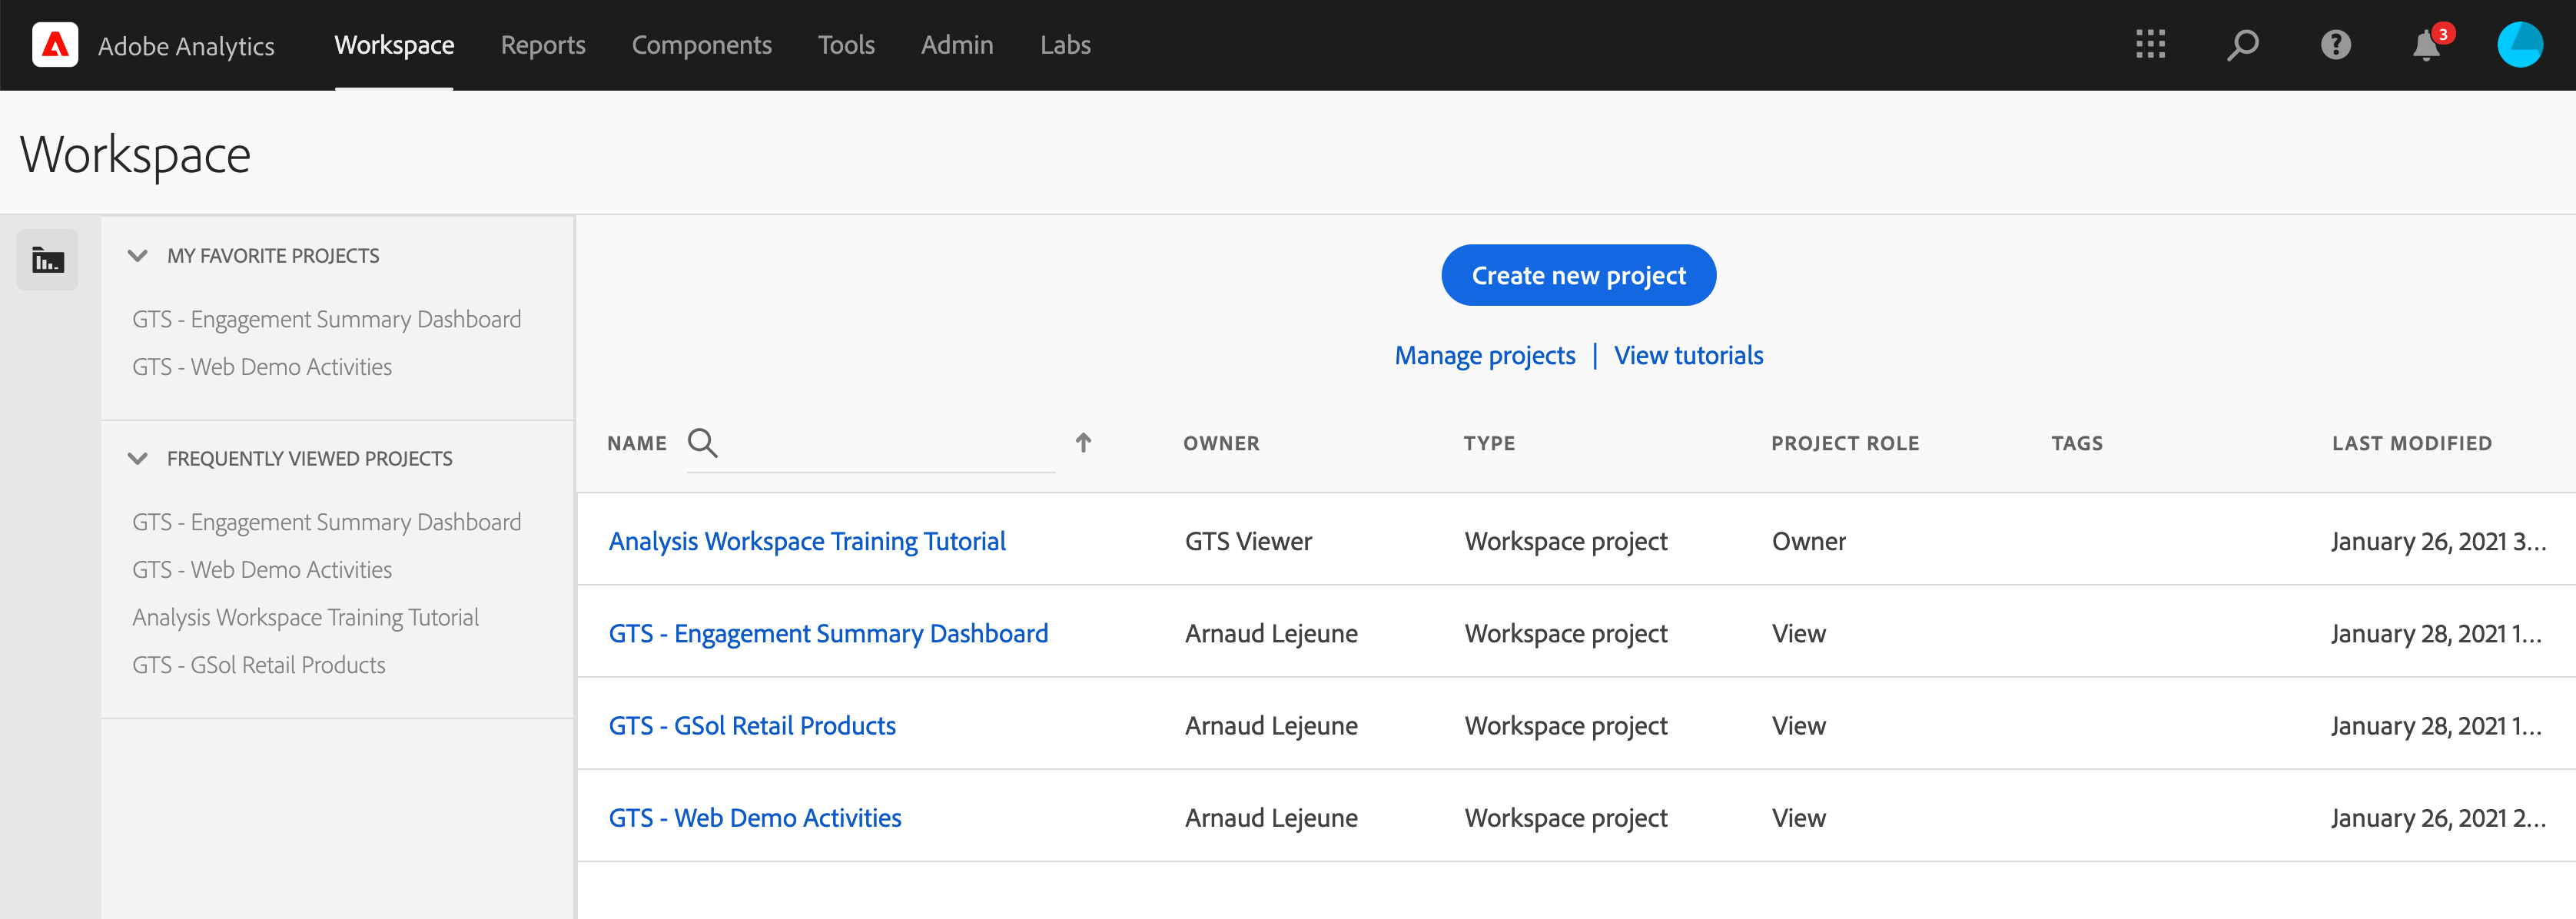 Adobe Analytics Workspace Reports Components Tools Admin Labs 3
Workspace
MY FAVORITE PROJECTS
GTS - Engagement Summary Dashboard
GTS - Web Demo Activities
FREQUENTLY VIEWED PROJECTS
GTS - Engagement Summary Dashboard
GTS - Web Demo Activities
Analysis Workspace Training Tutorial
GTS - GSol Retail Products
Create new project
Manage projects | View tutorials
NAME OWNER TYPE PROJECT ROLE TAGS LAST MODIFIED
Analysis Workspace Training Tutorial GTS Viewer Workspace project Owner January 26, 2021 3...
GTS - Engagement Summary Dashboard Arnaud Lejeune Workspace project View January 28, 2021 1...
GTS - GSol Retail Products Arnaud Lejeune Workspace project View January 28, 2021 1...
GTS - Web Demo Activities Arnaud Lejeune Workspace project View January 26, 2021 2...